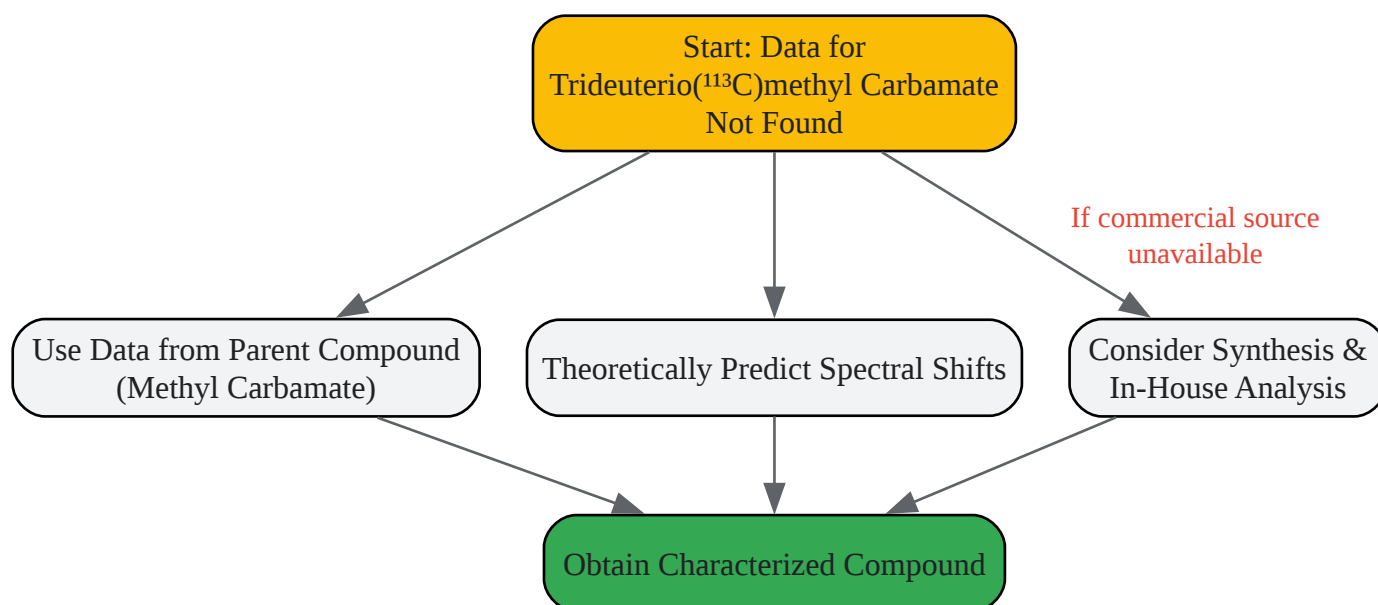 Start: Data for
Trideuterio(¹¹³C)methyl Carbamate
Not Found
If commercial source
unavailable
Use Data from Parent Compound
(Methyl Carbamate)
Theoretically Predict Spectral Shifts
Consider Synthesis &
In-House Analysis
Obtain Characterized Compound